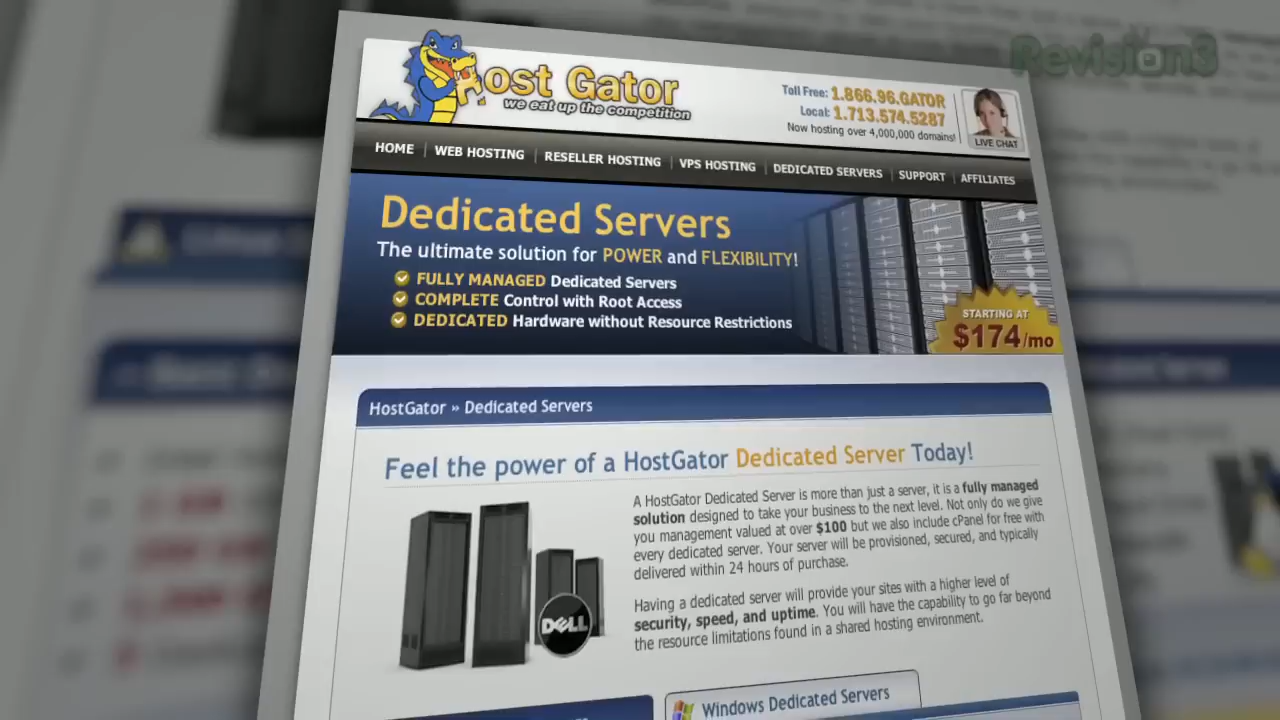 Revision3
Host Gator
we eat up the competition
Toll Free: 1.866.96.GATOR
Local: 1.713.574.5287
Now hosting over 4,000,000 domains!
LIVE CHAT
HOME | WEB HOSTING | RESELLER HOSTING | VPS HOSTING | DEDICATED SERVERS | SUPPORT | AFFILIATES
Dedicated Servers
The ultimate solution for POWER and FLEXIBILITY!
FULLY MANAGED Dedicated Servers
COMPLETE Control with Root Access
DEDICATED Hardware without Resource Restrictions
STARTING AT
$174/mo
HostGator » Dedicated Servers
Feel the power of a HostGator Dedicated Server Today!
A HostGator Dedicated Server is more than just a server, it is a fully managed
solution designed to take your business to the next level. Not only do we give
you management valued at over $100 but we also include cPanel for free with
every dedicated server. Your server will be provisioned, secured, and typically
delivered within 24 hours of purchase.
DELL
Having a dedicated server will provide your sites with a higher level of
security, speed, and uptime. You will have the capability to go far beyond
the resource limitations found in a shared hosting environment.
Windows Dedicated Servers